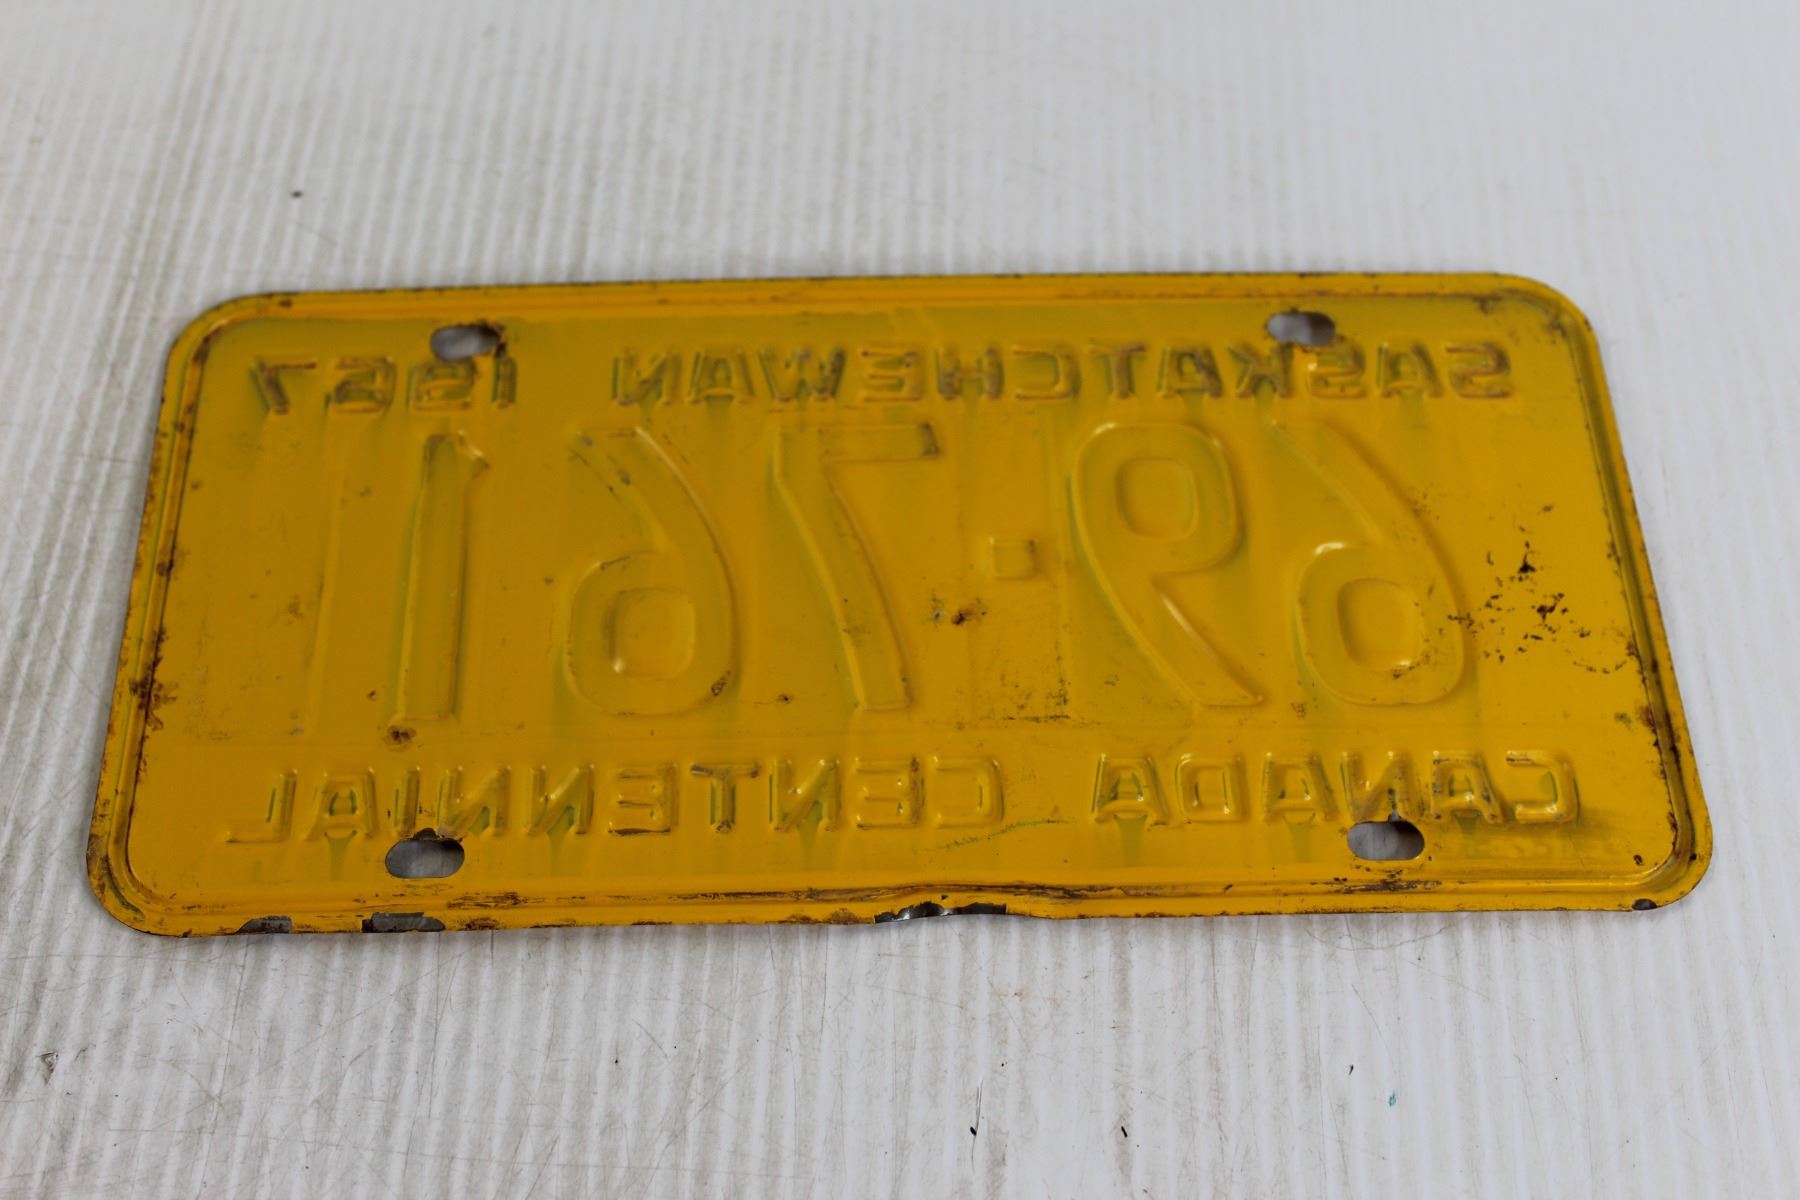 SASKATCHEWAN 1967
69-761
CANADA CENTENNIAL